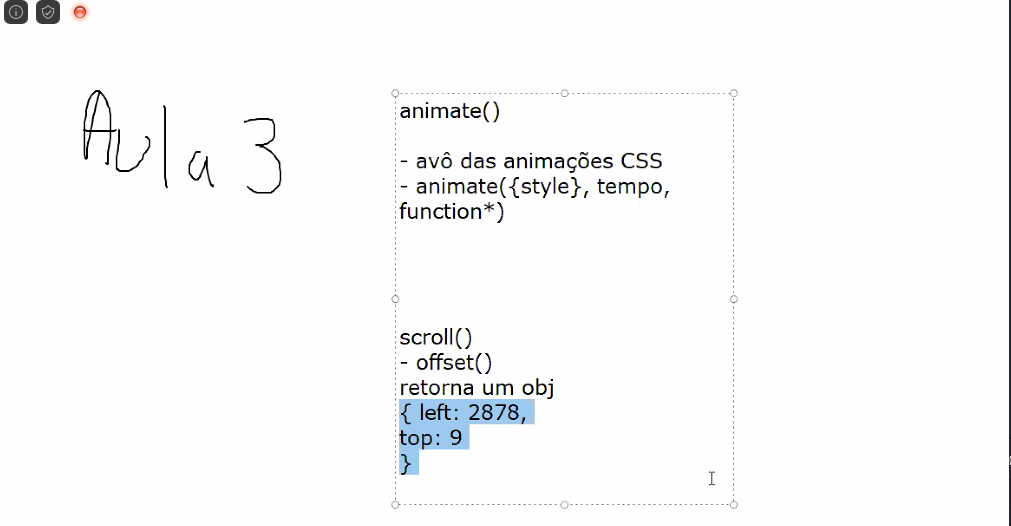 Aula 3
animate()
- avô das animações CSS
- animate({style}, tempo,
function*)
scroll()
- offset()
retorna um obj
{ left: 2878,
top: 9
}